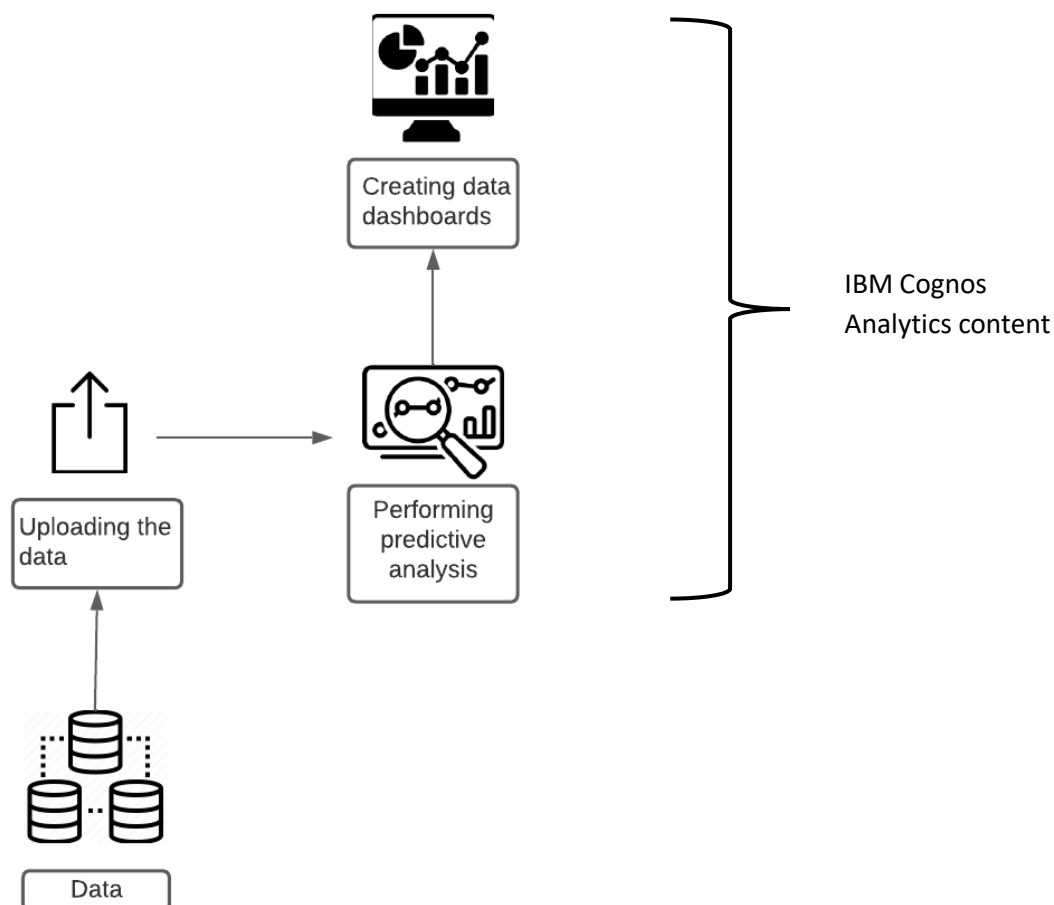 Creating data
dashboards
IBM Cognos
Analytics content
Uploading the
data
Performing
predictive
analysis
Data